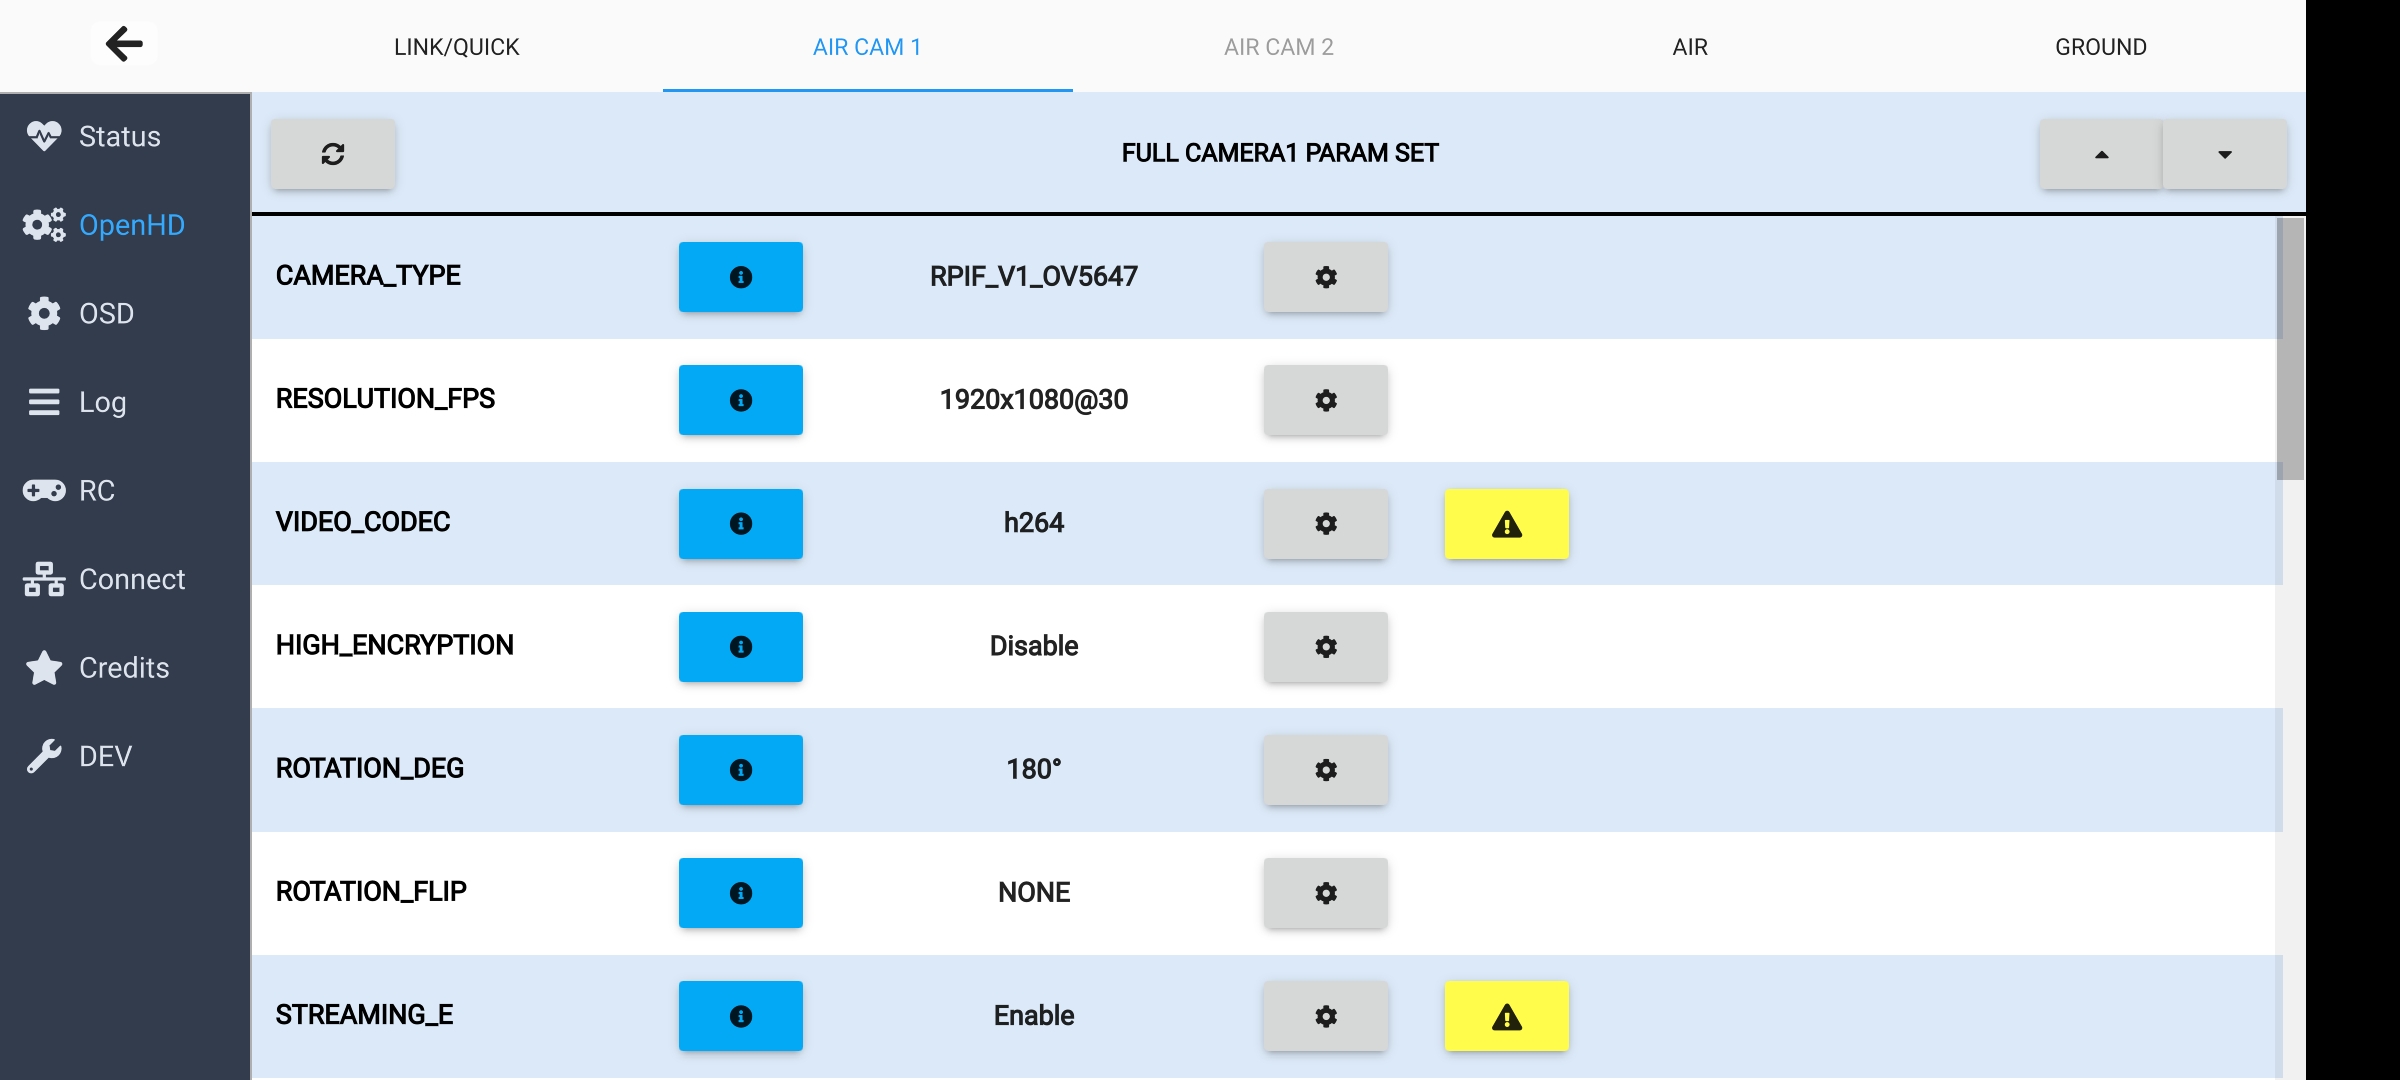 LINK/QUICK
AIR CAM 1
AIR CAM 2
AIR
GROUND
Status
OpenHD
OSD
Log
RC
Connect
Credits
DEV
FULL CAMERA1 PARAM SET
CAMERA_TYPE
RPIF_V1_OV5647
RESOLUTION_FPS
1920x1080@30
VIDEO_CODEC
h264
HIGH_ENCRYPTION
Disable
ROTATION_DEG
180°
ROTATION_FLIP
NONE
STREAMING_E
Enable